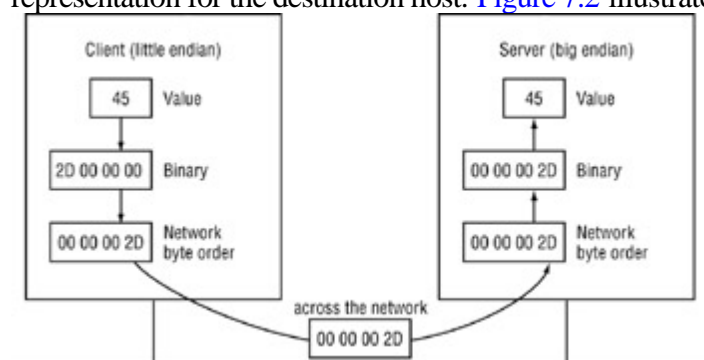 representation for the destination host. Figure 7.2 illustrate
Client (little endian)
45 Value
2D 00 00 00 Binary
00 00 00 2D Network
byte order
Server (big endian)
45 Value
00 00 00 2D Binary
00 00 00 2D Network
byte order
across the network
00 00 00 2D